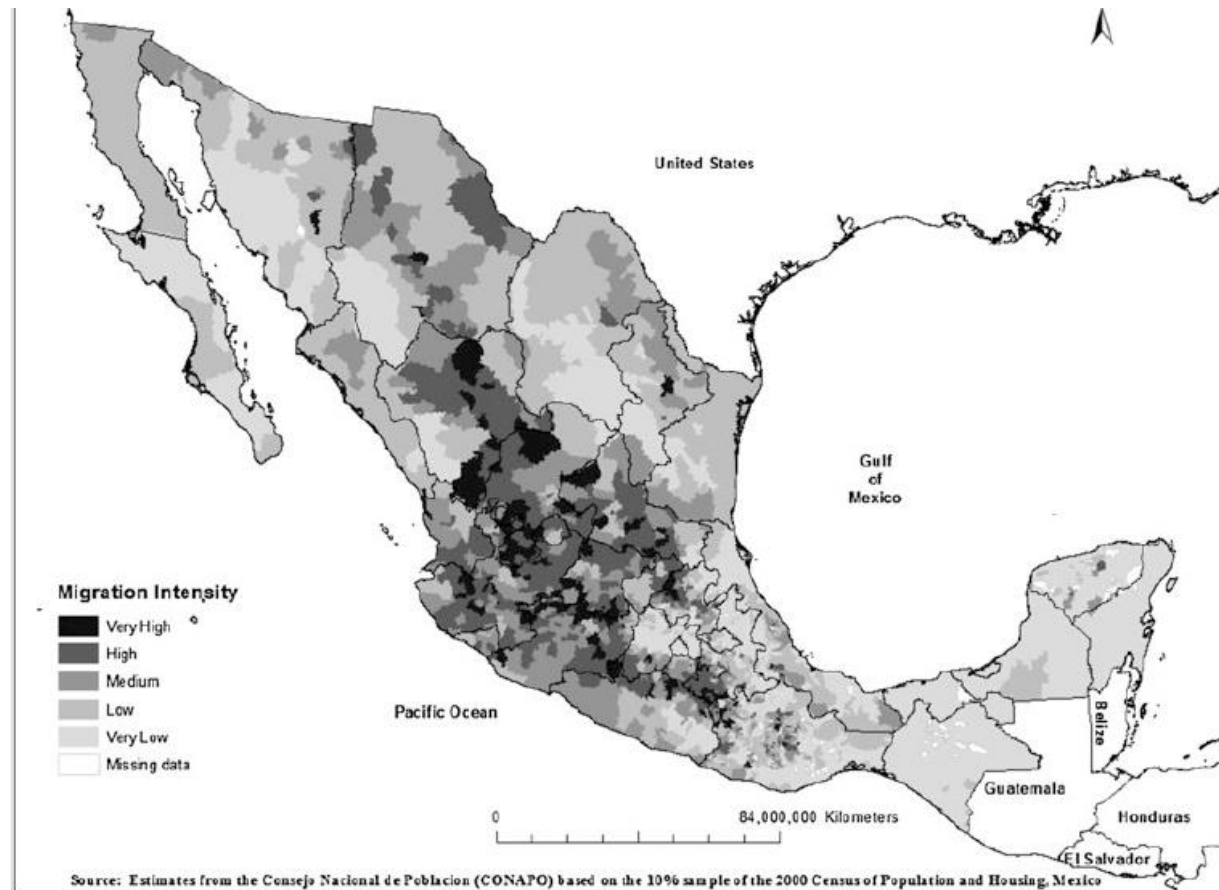 United States
Gulf
of
Mexico
Migration Intensity
Very High
High
Medium
Low
Very Low
Missing data
Pacific Ocean
Belize
Guatemala
Honduras
El Salvador
0 84,000,000 Kilometers
Source: Estimates from the Consejo Nacional de Poblacion (CONAPO) based on the 10% sample of the 2000 Census of Population and Housing, Mexico